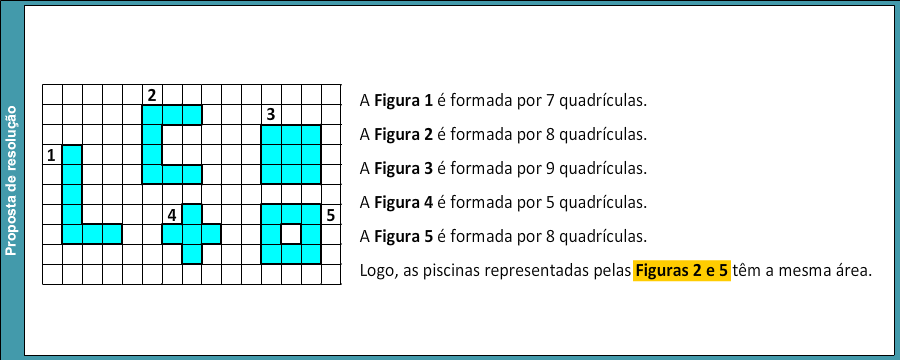 Proposta de resolução
2
3
1
4
5
A Figura 1 é formada por 7 quadrículas.
A Figura 2 é formada por 8 quadrículas.
A Figura 3 é formada por 9 quadrículas.
A Figura 4 é formada por 5 quadrículas.
A Figura 5 é formada por 8 quadrículas.
Logo, as piscinas representadas pelas Figuras 2 e 5 têm a mesma área.